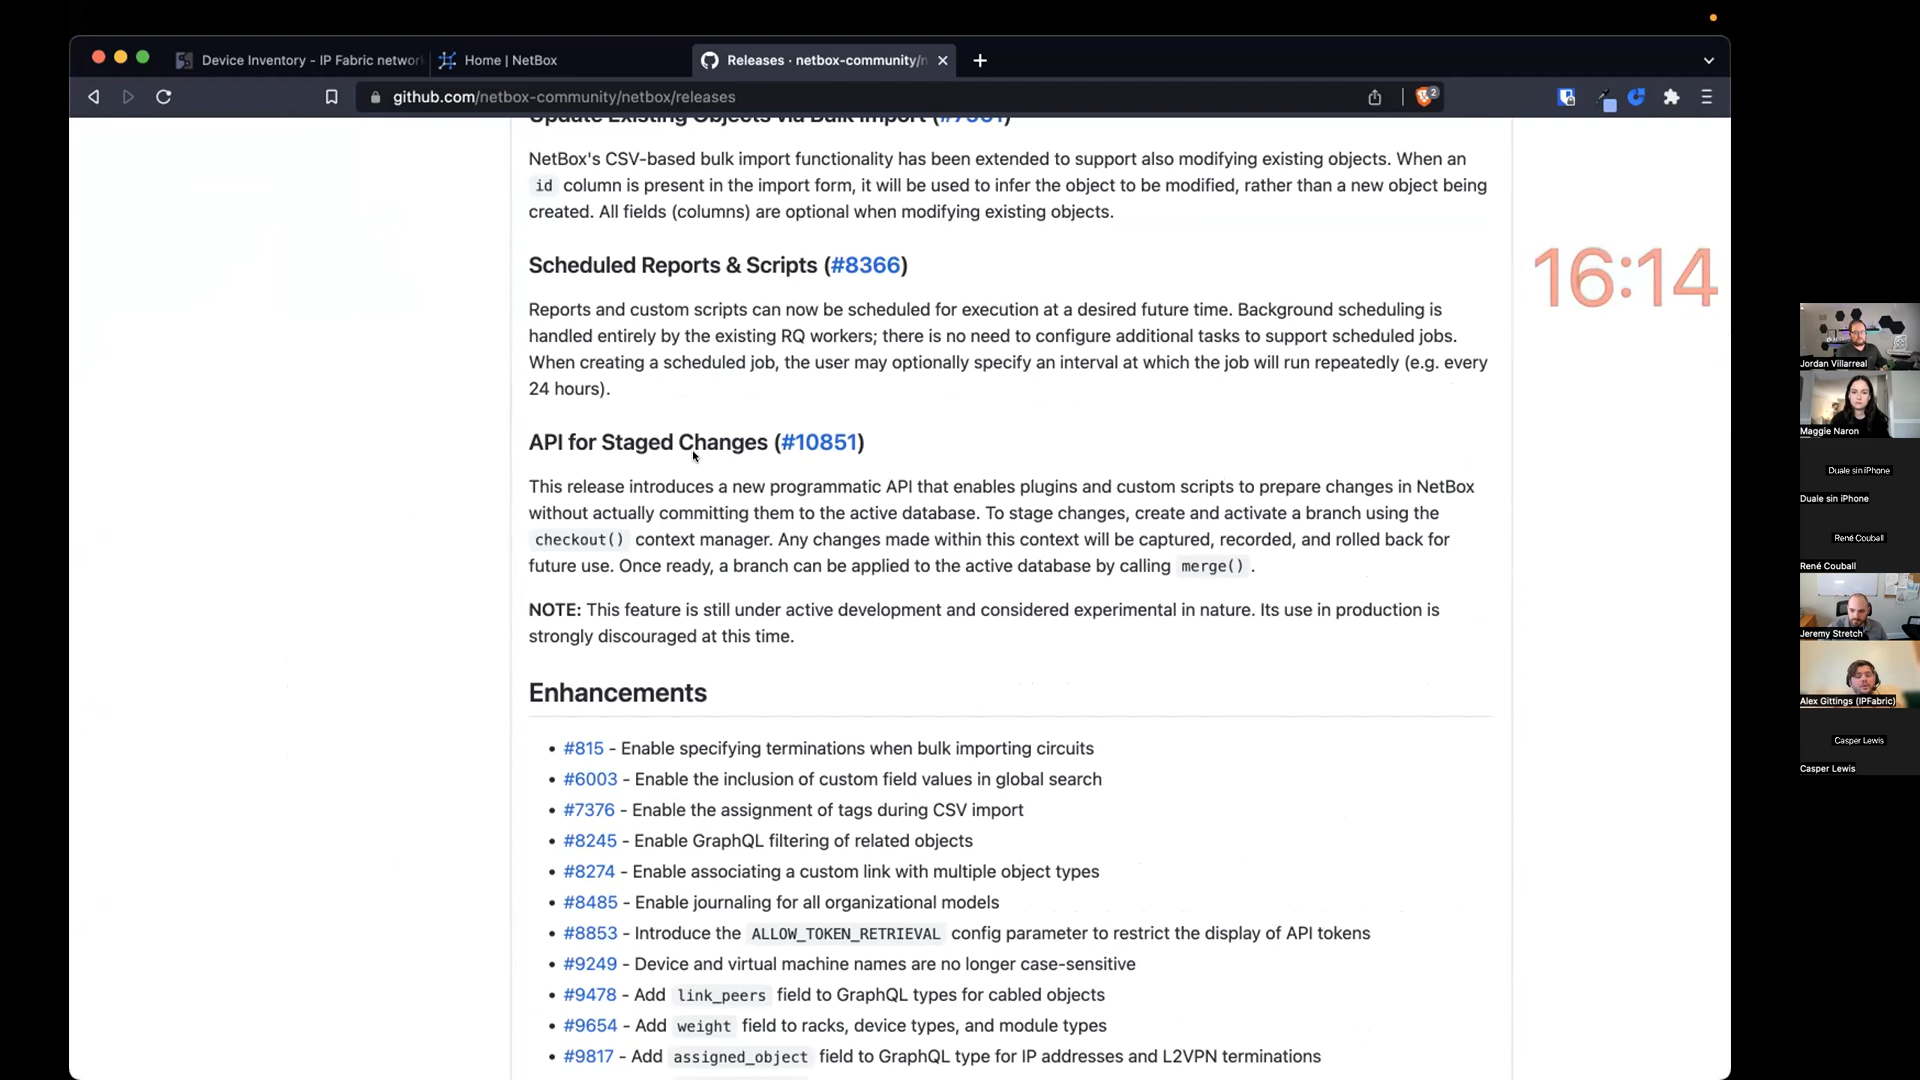 Device Inventory - IP Fabric networ
Home | NetBox
Releases · netbox-community/n
github.com/netbox-community/netbox/releases
2
Update Existing Objects via Bulk Import (#7961)
NetBox's CSV-based bulk import functionality has been extended to support also modifying existing objects. When an
id column is present in the import form, it will be used to infer the object to be modified, rather than a new object being
created. All fields (columns) are optional when modifying existing objects.
Scheduled Reports & Scripts (#8366)
Reports and custom scripts can now be scheduled for execution at a desired future time. Background scheduling is
handled entirely by the existing RQ workers; there is no need to configure additional tasks to support scheduled jobs.
When creating a scheduled job, the user may optionally specify an interval at which the job will run repeatedly (e.g. every
24 hours).
API for Staged Changes (#10851)
This release introduces a new programmatic API that enables plugins and custom scripts to prepare changes in NetBox
without actually committing them to the active database. To stage changes, create and activate a branch using the
checkout() context manager. Any changes made within this context will be captured, recorded, and rolled back for
future use. Once ready, a branch can be applied to the active database by calling merge() .
NOTE: This feature is still under active development and considered experimental in nature. Its use in production is
strongly discouraged at this time.
Enhancements
• #815 - Enable specifying terminations when bulk importing circuits
• #6003 - Enable the inclusion of custom field values in global search
• #7376 - Enable the assignment of tags during CSV import
• #8245 - Enable GraphQL filtering of related objects
• #8274 - Enable associating a custom link with multiple object types
• #8485 - Enable journaling for all organizational models
• #8853 - Introduce the ALLOW_TOKEN_RETRIEVAL config parameter to restrict the display of API tokens
• #9249 - Device and virtual machine names are no longer case-sensitive
• #9478 - Add link_peers field to GraphQL types for cabled objects
• #9654 - Add weight field to racks, device types, and module types
• #9817 - Add assigned_object field to GraphQL type for IP addresses and L2VPN terminations
16:14
Jordan Villarreal
Maggie Naron
Duale sin iPhone
Duale sin iPhone
René Couball
René Couball
Jeremy Stretch
Alex Gittings (IPFabric)
Casper Lewis
Casper Lewis